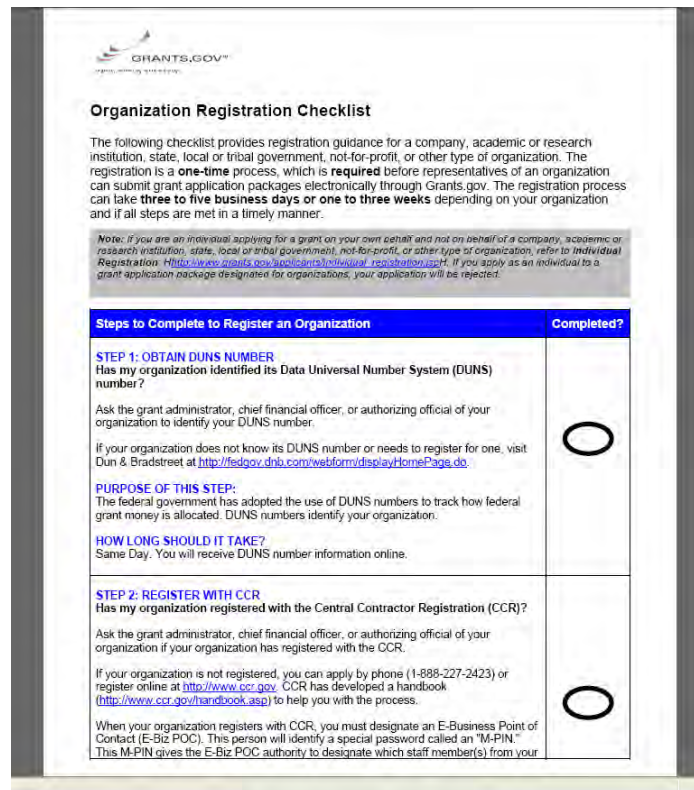 GRANTS.GOV™
Organization Registration Checklist
The following checklist provides registration guidance for a company, academic or research
institution, state, local or tribal government, not-for-profit, or other type of organization. The
registration is a one-time process, which is required before representatives of an organization
can submit grant application packages electronically through Grants.gov. The registration process
can take three to five business days or one to three weeks depending on your organization
and if all steps are met in a timely manner.
Note: If you are an individual applying for a grant on your own behalf and not on behalf of a company, academic or
research institution, state, local or tribal government, not-for-profit, or other type of organization, refer to Individual
Registration H[http://www.grants.gov/applicants/individual_registration.jsp]H. If you apply as an individual to a
grant application package designated for organizations, your application will be rejected.
Steps to Complete to Register an Organization Completed?
STEP 1: OBTAIN DUNS NUMBER
Has my organization identified its Data Universal Number System (DUNS)
number?
Ask the grant administrator, chief financial officer, or authorizing official of your
organization to identify your DUNS number.
If your organization does not know its DUNS number or needs to register for one, visit
Dun & Bradstreet at http://fedgov.dnb.com/webform/displayHomePage.do.
PURPOSE OF THIS STEP:
The federal government has adopted the use of DUNS numbers to track how federal
grant money is allocated. DUNS numbers identify your organization.
HOW LONG SHOULD IT TAKE?
Same Day. You will receive DUNS number information online.
STEP 2: REGISTER WITH CCR
Has my organization registered with the Central Contractor Registration (CCR)?
Ask the grant administrator, chief financial officer, or authorizing official of your
organization if your organization has registered with the CCR.
If your organization is not registered, you can apply by phone (1-888-227-2423) or
register online at http://www.ccr.gov. CCR has developed a handbook
(http://www.ccr.gov/handbook.asp) to help you with the process.
When your organization registers with CCR, you must designate an E-Business Point of
Contact (E-Biz POC). This person will identify a special password called an "M-PIN."
This M-PIN gives the E-Biz POC authority to designate which staff member(s) from your